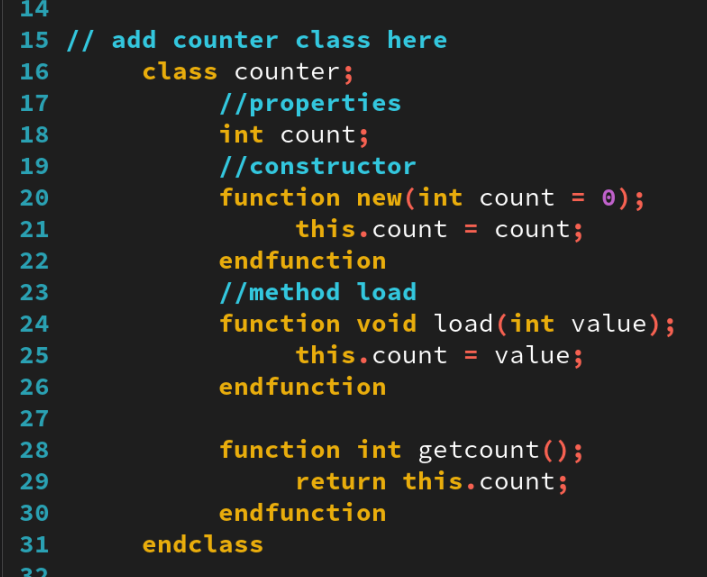 14
15 // add counter class here
16 class counter;
17 //properties
18 int count;
19 //constructor
20 function new(int count = 0);
21 this.count = count;
22 endfunction
23 //method load
24 function void load(int value);
25 this.count = value;
26 endfunction
27
28 function int getcount();
29 return this.count;
30 endfunction
31 endclass
32